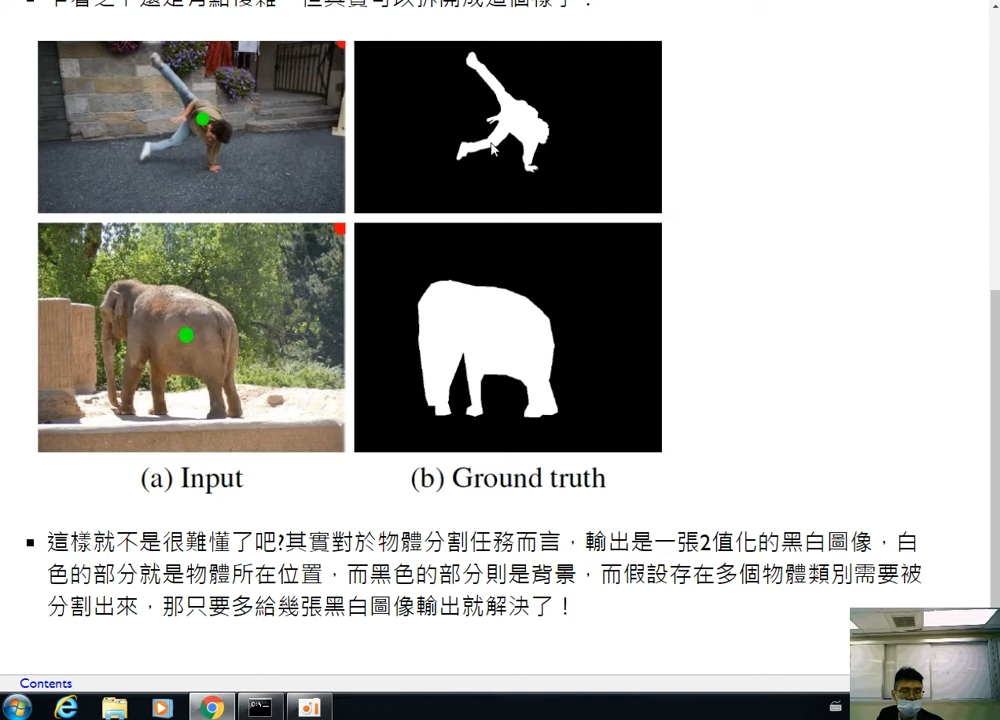 (a) Input
(b) Ground truth
這樣就不是很難懂了吧?其實對於物體分割任務而言，輸出是一張2值化的黑白圖像，白
色的部分就是物體所在位置，而黑色的部分則是背景，而假設存在多個物體類別需要被
分割出來，那只要多給幾張黑白圖像輸出就解決了！
Contents